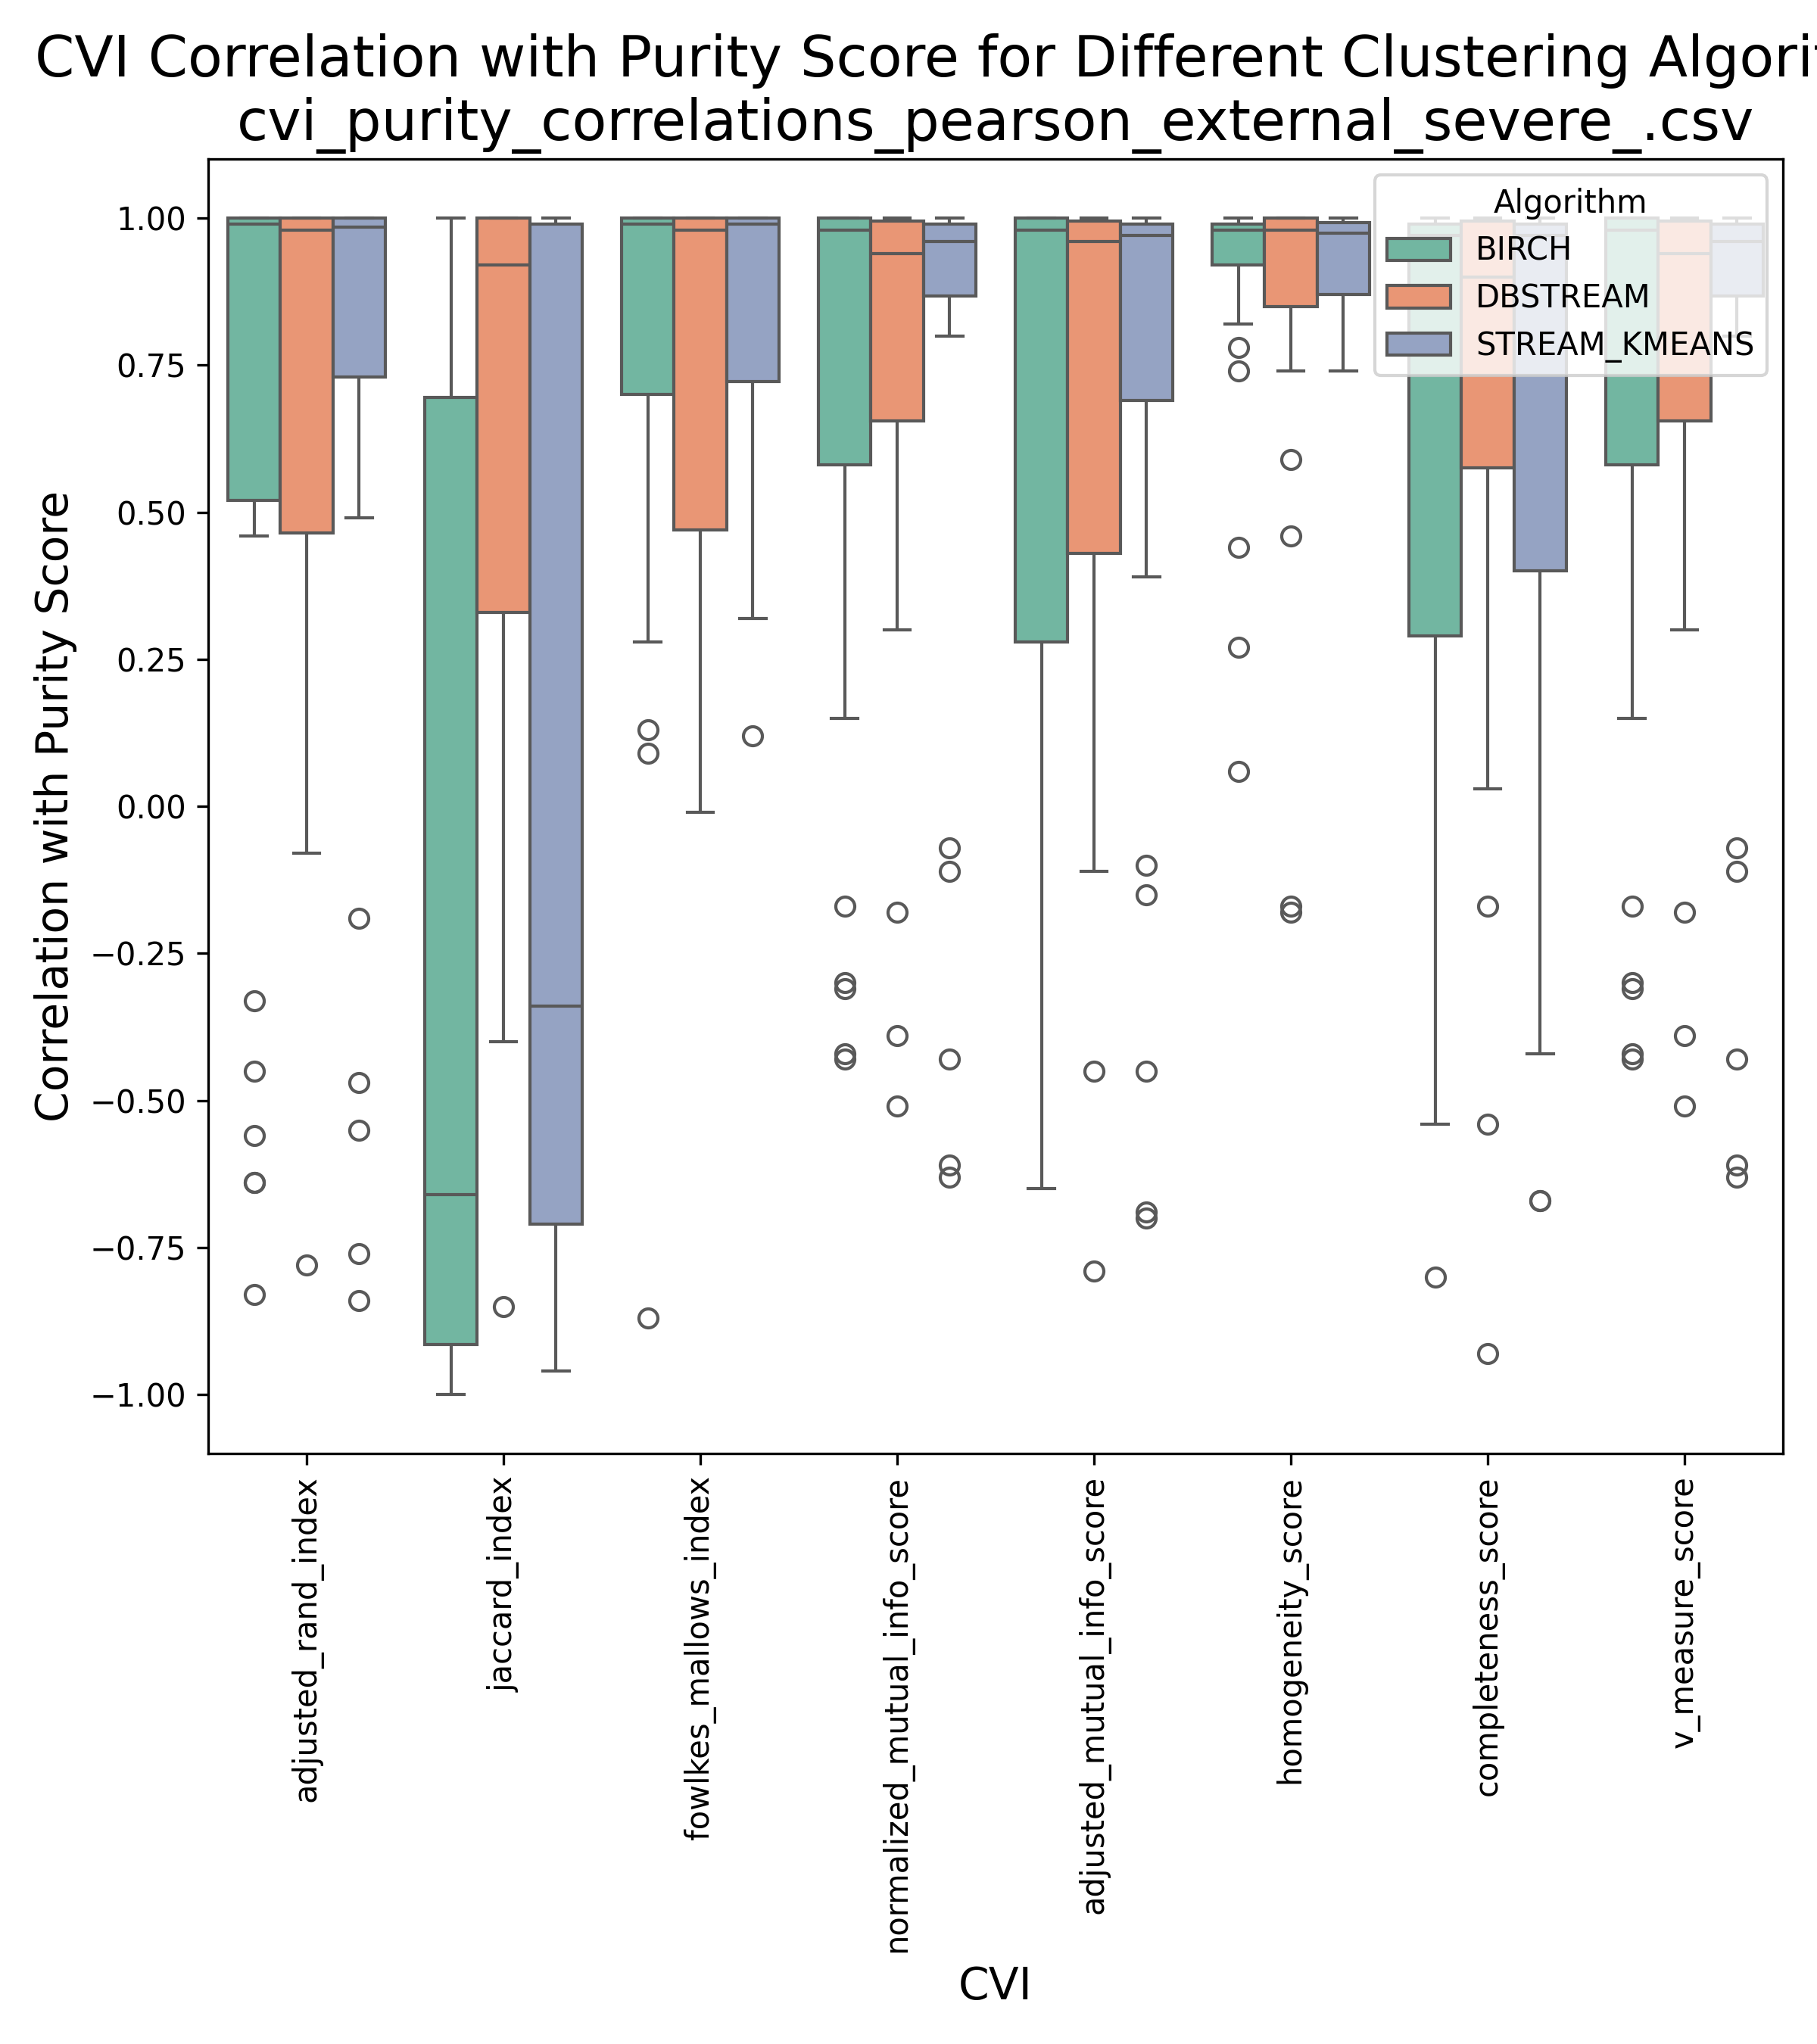 CVI Correlation with Purity Score for Different Clustering Algori
cvi_purity_correlations_pearson_external_severe_.csv
Algorithm
BIRCH
DBSTREAM
STREAM_KMEANS
Correlation with Purity Score
1.00
0.75
0.50
0.25
0.00
−0.25
−0.50
−0.75
−1.00
adjusted_rand_index
jaccard_index
fowlkes_mallows_index
normalized_mutual_info_score
adjusted_mutual_info_score
homogeneity_score
completeness_score
v_measure_score
CVI